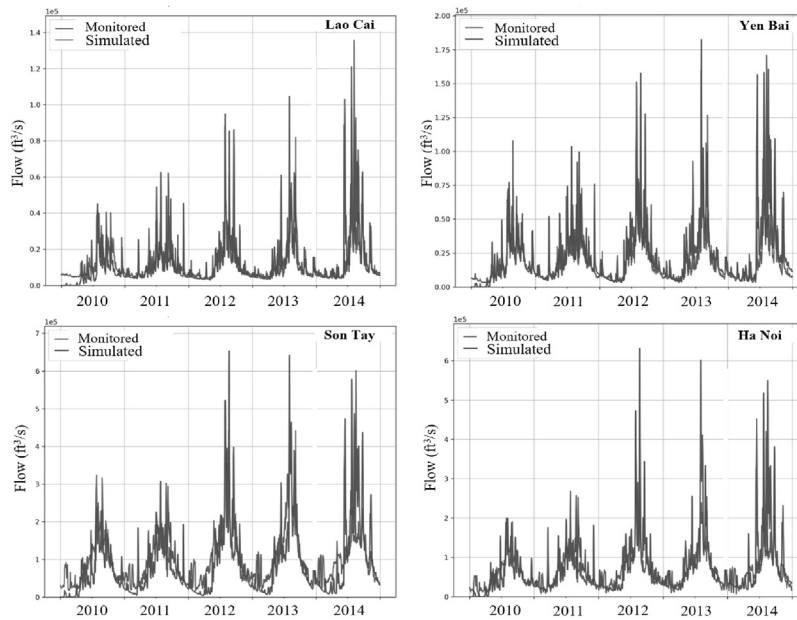 1e5
Monitored
Simulated
Lao Cai
Flow (ft³/s)
1.4
1.2
1.0
0.8
0.6
0.4
0.2
0.0
2010 2011 2012 2013 2014
1e5
Monitored
Simulated
Yen Bai
Flow (ft³/s)
2.00
1.75
1.50
1.25
1.00
0.75
0.50
0.25
0.00
2010 2011 2012 2013 2014
1e5
Monitored
Simulated
Son Tay
Flow (ft³/s)
7
6
5
4
3
2
1
0
2010 2011 2012 2013 2014
1e5
Monitored
Simulated
Ha Noi
Flow (ft³/s)
6
5
4
3
2
1
0
2010 2011 2012 2013 2014